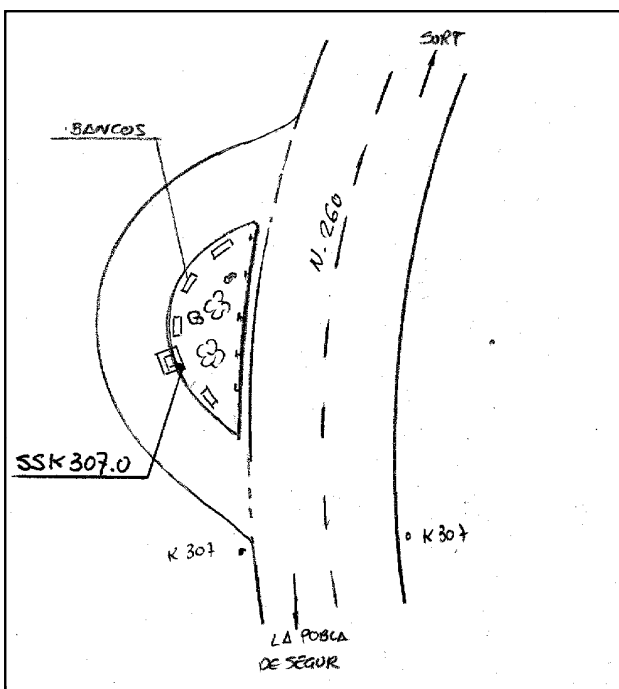 SORT
BANCOS
N.260
SSK 307.0
K 307
K 307
LA POBLA
DE SEGUR